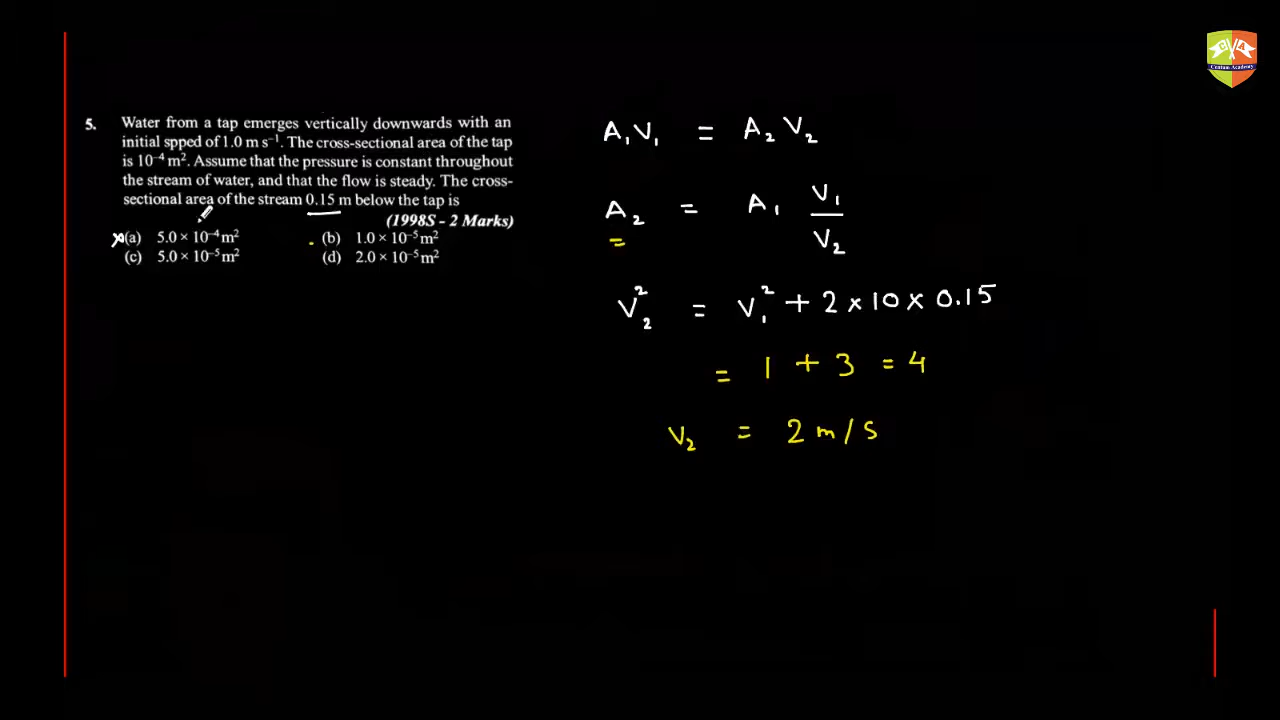 5. Water from a tap emerges vertically downwards with an
initial spped of 1.0 m s⁻¹. The cross-sectional area of the tap
is 10⁻⁴ m². Assume that the pressure is constant throughout
the stream of water, and that the flow is steady. The cross-
sectional area of the stream 0.15 m below the tap is
(1998S - 2 Marks)
(a) 5.0 × 10⁻⁴ m² (b) 1.0 × 10⁻⁵ m²
(c) 5.0 × 10⁻⁵ m² (d) 2.0 × 10⁻⁵ m²
A₁V₁ = A₂V₂
A₂ = A₁ V₁/V₂
V₂² = V₁² + 2 × 10 × 0.15
= 1 + 3 = 4
V₂ = 2 m/s
C A
Centum Academy